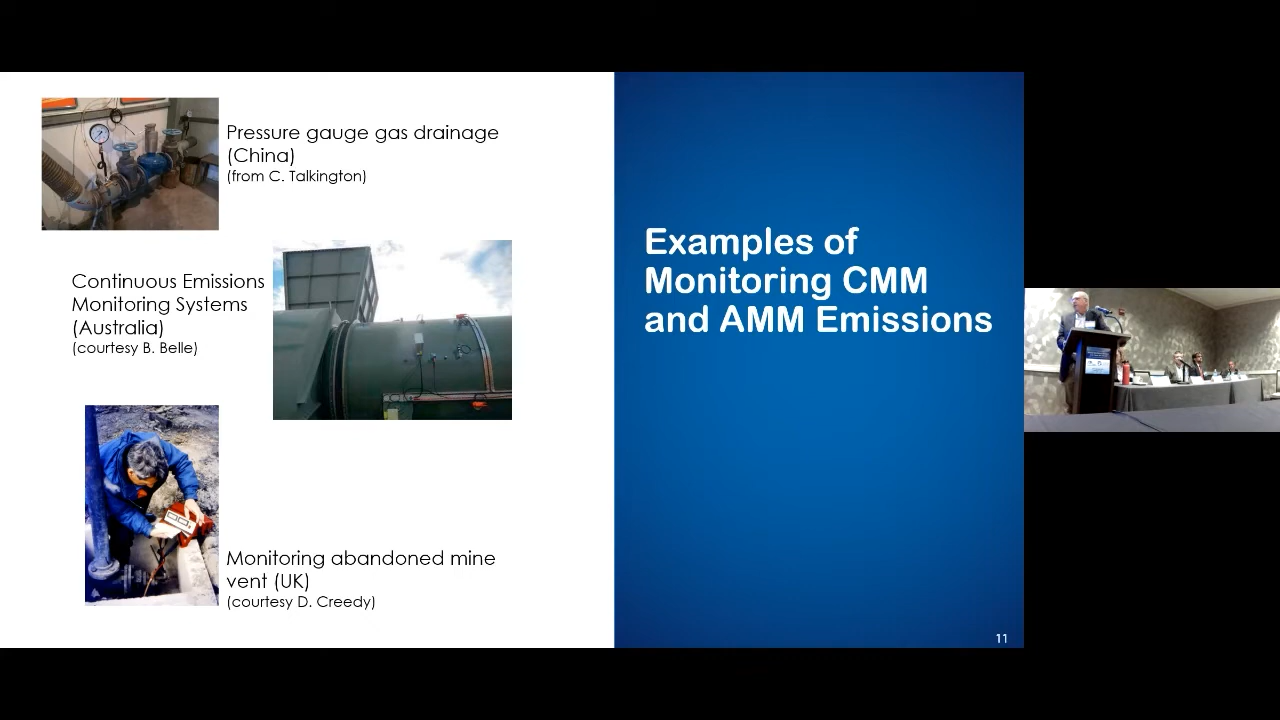 Pressure gauge gas drainage
(China)
(from C. Talkington)
Continuous Emissions
Monitoring Systems
(Australia)
(courtesy B. Belle)
Monitoring abandoned mine
vent (UK)
(courtesy D. Creedy)
Examples of
Monitoring CMM
and AMM Emissions
11